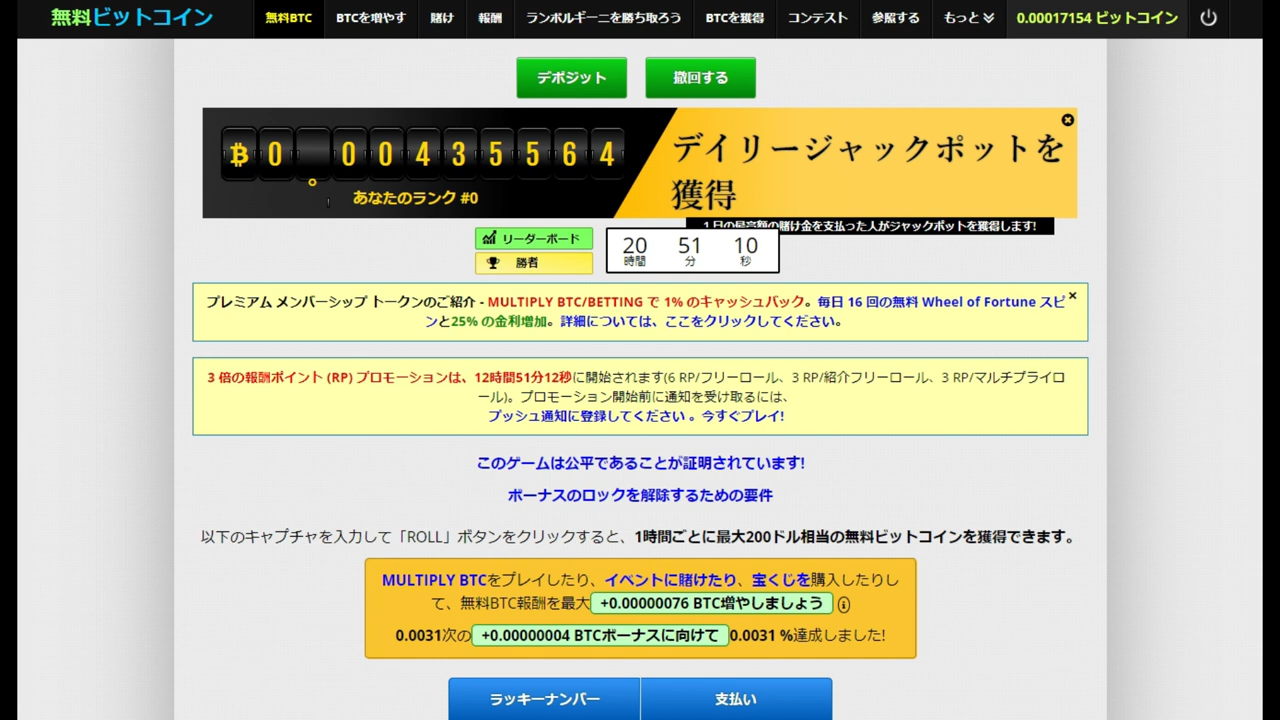 無料ビットコイン 無料BTC BTCを増やす 賭け 報酬 ランボルギーニを勝ち取ろう BTCを獲得 コンテスト 参照する もっと 0.00017154 ビットコイン
デポジット 撤回する
0 0 0 4 3 5 5 6 4
デイリージャックポットを
獲得
あなたのランク #0
1 日の最高額の賭け金を支払った人がジャックポットを獲得します!
リーダーボード
勝者
20 51 10
時間 分 秒
プレミアム メンバーシップ トークンのご紹介 - MULTIPLY BTC/BETTING で 1% のキャッシュバック。毎日 16 回の無料 Wheel of Fortune スピ
ンと25% の金利増加。詳細については、ここをクリックしてください。
3 倍の報酬ポイント (RP) プロモーションは、12時間51分12秒に開始されます(6 RP/フリーロール、3 RP/紹介フリーロール、3 RP/マルチプライロ
ール)。プロモーション開始前に通知を受け取るには、
プッシュ通知に登録してください 。今すぐプレイ!
このゲームは公平であることが証明されています!
ボーナスのロックを解除するための要件
以下のキャプチャを入力して「ROLL」ボタンをクリックすると、1時間ごとに最大200ドル相当の無料ビットコインを獲得できます。
MULTIPLY BTCをプレイしたり、イベントに賭けたり、宝くじを購入したりし
て、無料BTC報酬を最大 +0.00000076 BTC増やしましょう
0.0031次の +0.00000004 BTCボーナスに向けて 0.0031 %達成しました!
ラッキーナンバー 支払い